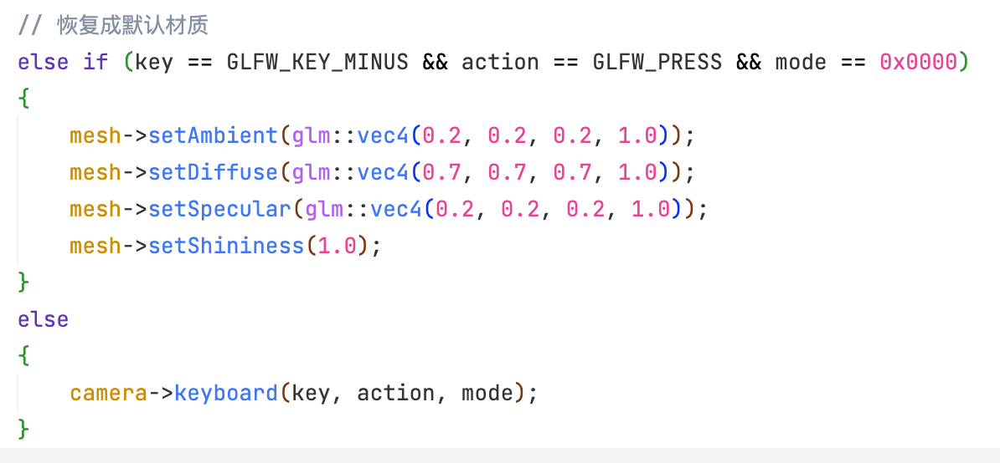 // 恢复成默认材质
else if (key == GLFW_KEY_MINUS && action == GLFW_PRESS && mode == 0x0000)
{
    mesh->setAmbient(glm::vec4(0.2, 0.2, 0.2, 1.0));
    mesh->setDiffuse(glm::vec4(0.7, 0.7, 0.7, 1.0));
    mesh->setSpecular(glm::vec4(0.2, 0.2, 0.2, 1.0));
    mesh->setShininess(1.0);
}
else
{
    camera->keyboard(key, action, mode);
}